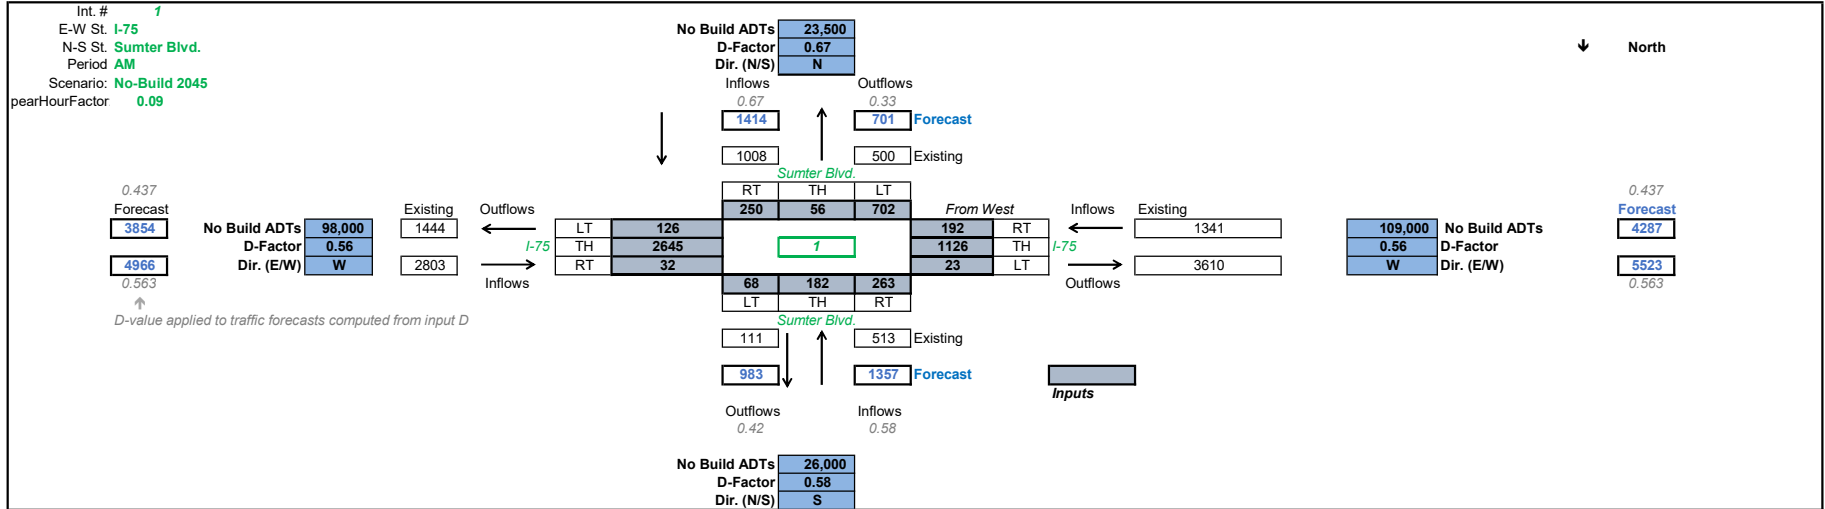 Int. # 1
E-W St. I-75
N-S St. Sumter Blvd.
Period AM
Scenario: No-Build 2045
pearHourFactor 0.09
No Build ADTs 23,500
D-Factor 0.67
Dir. (N/S) N
North
Inflows Outflows
0.67 0.33
1414 701 Forecast
1008 500 Existing
Sumter Blvd.
RT TH LT
250 56 702
0.437
Forecast
3854
4966
0.563
D-value applied to traffic forecasts computed from input D
No Build ADTs 98,000
D-Factor 0.56
Dir. (E/W) W
Existing Outflows
1444
2803
Inflows
I-75
LT 126
TH 2645
RT 32
1
From West
192 RT
1126 TH
23 LT
I-75
Inflows Existing
1341
3610
Outflows
109,000 No Build ADTs
0.56 D-Factor
W Dir. (E/W)
0.437
Forecast
4287
5523
0.563
68 182 263
LT TH RT
Sumter Blvd.
111 513 Existing
983 1357 Forecast
Inputs
Outflows Inflows
0.42 0.58
No Build ADTs 26,000
D-Factor 0.58
Dir. (N/S) S